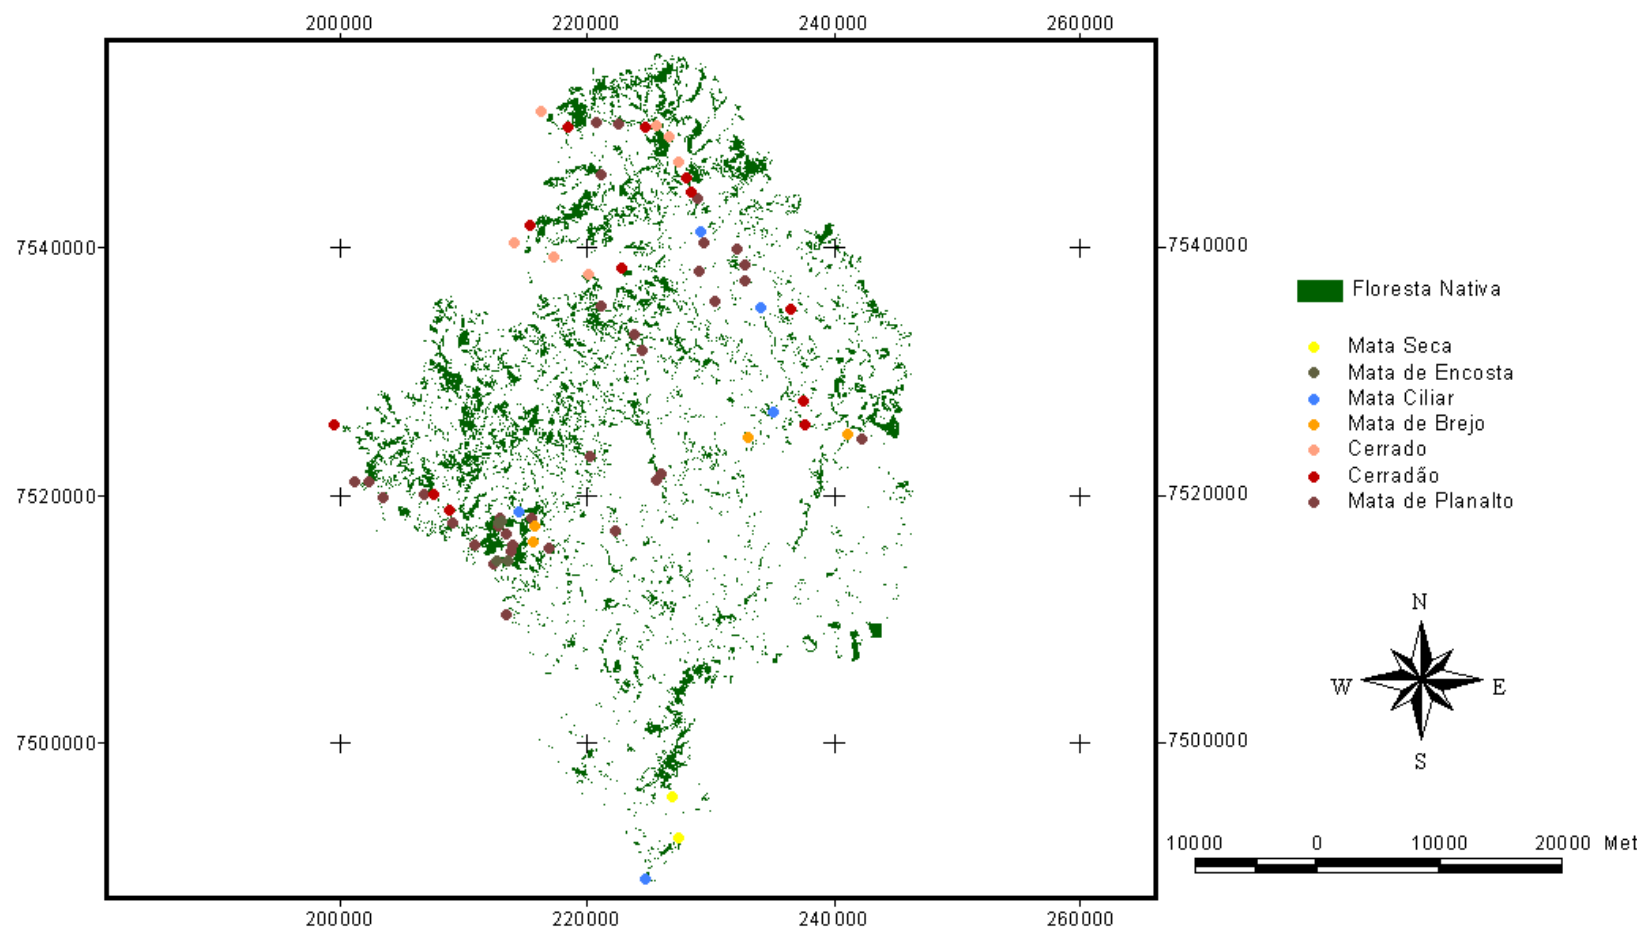 200000 220000 240000 260000
7540000 7540000
Floresta Nativa
Mata Seca
Mata de Encosta
Mata Ciliar
Mata de Brejo
Cerrado
Cerradão
Mata de Planalto
7520000 7520000
N
W E
S
7500000 7500000
10000 0 10000 20000 Met
200000 220000 240000 260000